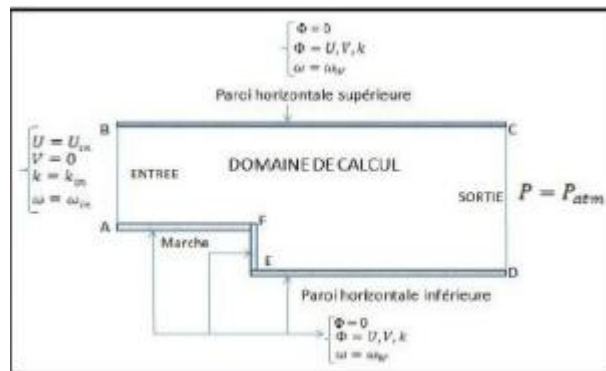 Φ = 0
Φ = U, V, k
ω = ω_W
Paroi horizontale supérieure
B
C
U = U_in
V = 0
k = k_in
ω = ω_in
ENTREE
DOMAINE DE CALCUL
SORTIE
P = P_atm
A
F
Marche
E
D
Paroi horizontale inférieure
Φ = 0
Φ = U, V, k
ω = ω_W